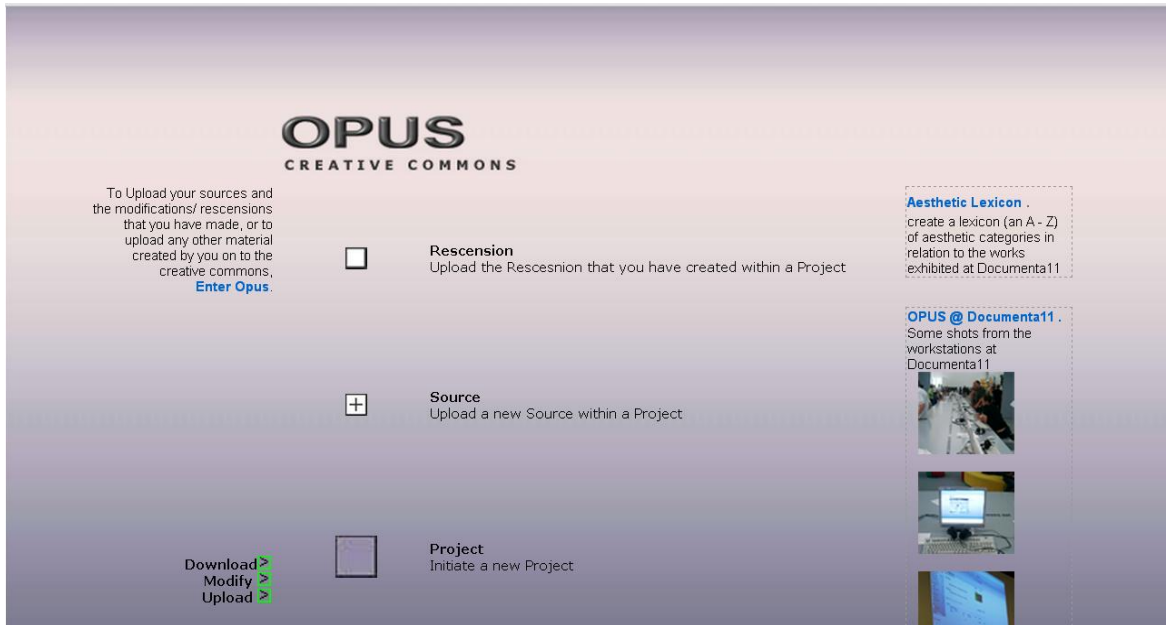 OPUS
CREATIVE COMMONS
To Upload your sources and
the modifications/ rescensions
that you have made, or to
upload any other material
created by you on to the
creative commons,
Enter Opus.
Rescension
Upload the Rescesnion that you have created within a Project
Source
Upload a new Source within a Project
Project
Initiate a new Project
Download >
Modify >
Upload >
Aesthetic Lexicon .
create a lexicon (an A - Z)
of aesthetic categories in
relation to the works
exhibited at Documenta11
OPUS @ Documenta11 .
Some shots from the
workstations at
Documenta11